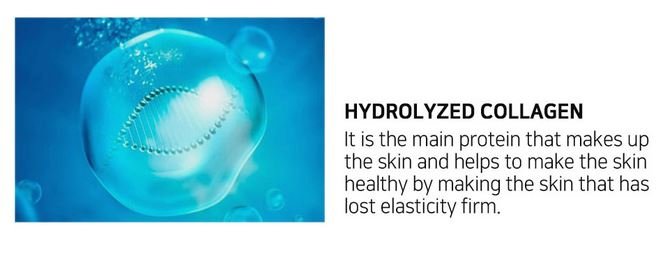 HYDROLYZED COLLAGEN
It is the main protein that makes up
the skin and helps to make the skin
healthy by making the skin that has
lost elasticity firm.